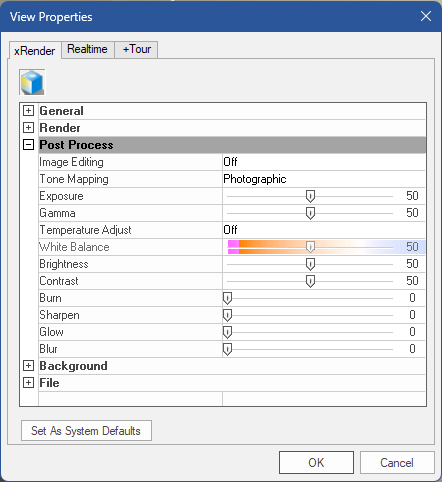 View Properties
xRender Realtime +Tour
General
Render
Post Process
Image Editing Off
Tone Mapping Photographic
Exposure 50
Gamma 50
Temperature Adjust Off
White Balance 50
Brightness 50
Contrast 50
Burn 0
Sharpen 0
Glow 0
Blur 0
Background
File
Set As System Defaults
OK Cancel